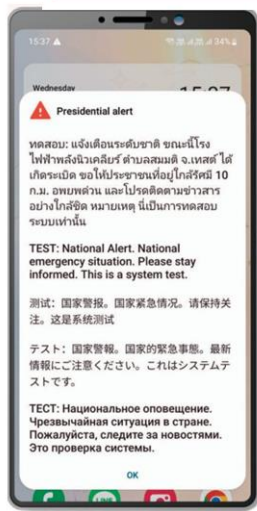 15:37
34%
Wednesday
15:37
Presidential alert
ทดสอบ: แจ้งเตือนระดับชาติ ขณะนี้โรง
ไฟฟ้าพลังนิวเคลียร์ ตำบลสมมติ จ.เทสต์ ได้
เกิดระเบิด ขอให้ประชาชนที่อยู่ใกล้รัศมี 10
ก.ม. อพยพด่วน และโปรดติดตามข่าวสาร
อย่างใกล้ชิด หมายเหตุ นี่เป็นการทดสอบ
ระบบเท่านั้น
TEST: National Alert. National
emergency situation. Please stay
informed. This is a system test.
测试: 国家警报。国家紧急情况。请保持关
注。这是系统测试
テスト: 国家警報。国家的緊急事態。最新
情報にご注意ください。これはシステムテ
ストです。
ТЕСТ: Национальное оповещение.
Чрезвычайная ситуация в стране.
Пожалуйста, следите за новостями.
Это проверка системы.
OK
LINE